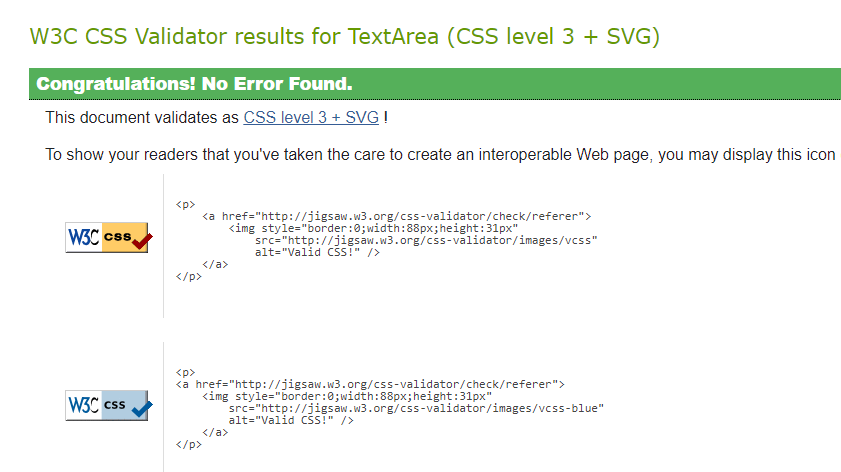 W3C CSS Validator results for TextArea (CSS level 3 + SVG)
Congratulations! No Error Found.
This document validates as CSS level 3 + SVG !
To show your readers that you've taken the care to create an interoperable Web page, you may display this icon
W3C css
<p>
<a href="http://jigsaw.w3.org/css-validator/check/referer">
<img style="border:0;width:88px;height:31px"
src="http://jigsaw.w3.org/css-validator/images/vcss"
alt="Valid CSS!" />
</a>
</p>
W3C css
<p>
<a href="http://jigsaw.w3.org/css-validator/check/referer">
<img style="border:0;width:88px;height:31px"
src="http://jigsaw.w3.org/css-validator/images/vcss-blue"
alt="Valid CSS!" />
</a>
</p>